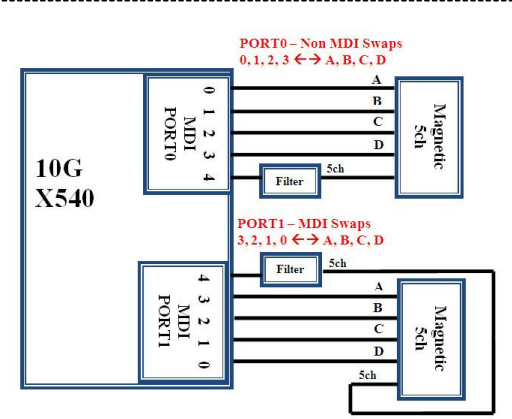 PORT0 – Non MDI Swaps
0, 1, 2, 3 ←→ A, B, C, D
A
B
C
D
5ch
Filter
0 1 2 3 4
MDI
PORT0
Magnetic
5ch
10G
X540
PORT1 – MDI Swaps
3, 2, 1, 0 ←→ A, B, C, D
Filter
5ch
4 3 2 1 0
MDI
PORT1
A
B
C
D
5ch
Magnetic
5ch